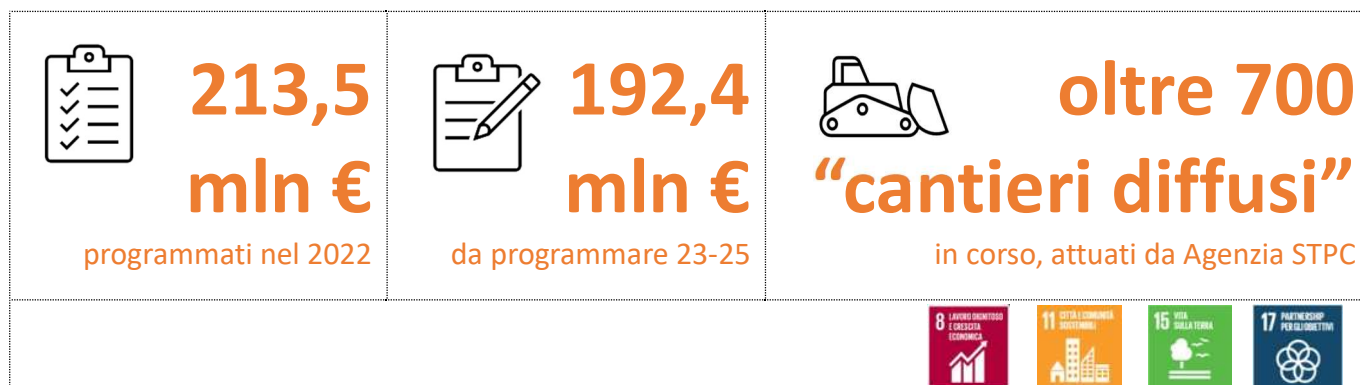 213,5
mln €
programmati nel 2022
192,4
mln €
da programmare 23-25
oltre 700
“cantieri diffusi”
in corso, attuati da Agenzia STPC
8 LAVORO DIGNITOSO
E CRESCITA
ECONOMICA
11 CITTÀ E COMUNITÀ
SOSTENIBILI
15 VITA
SULLA TERRA
17 PARTNERSHIP
PER GLI OBIETTIVI